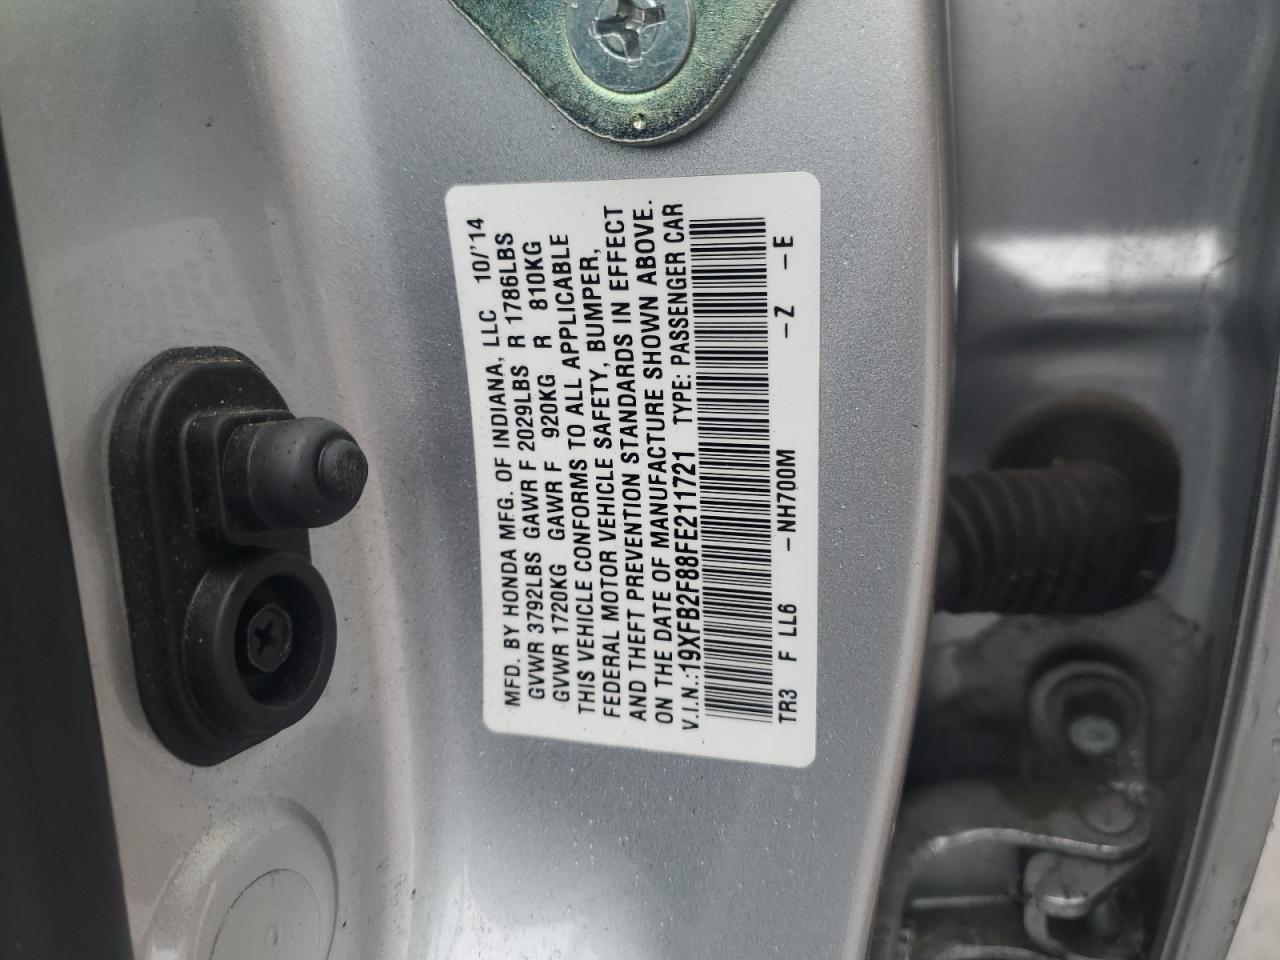 MFD. BY HONDA MFG. OF INDIANA, LLC 10/'14
GVWR 3792LBS GAWR F 2029LBS R 1786LBS
GVWR 1720KG GAWR F 920KG R 810KG
THIS VEHICLE CONFORMS TO ALL APPLICABLE
FEDERAL MOTOR VEHICLE SAFETY, BUMPER,
AND THEFT PREVENTION STANDARDS IN EFFECT
ON THE DATE OF MANUFACTURE SHOWN ABOVE.
V.I.N.:19XFB2F88FE211721 TYPE: PASSENGER CAR
TR3 F LL6 -NH700M -Z -E